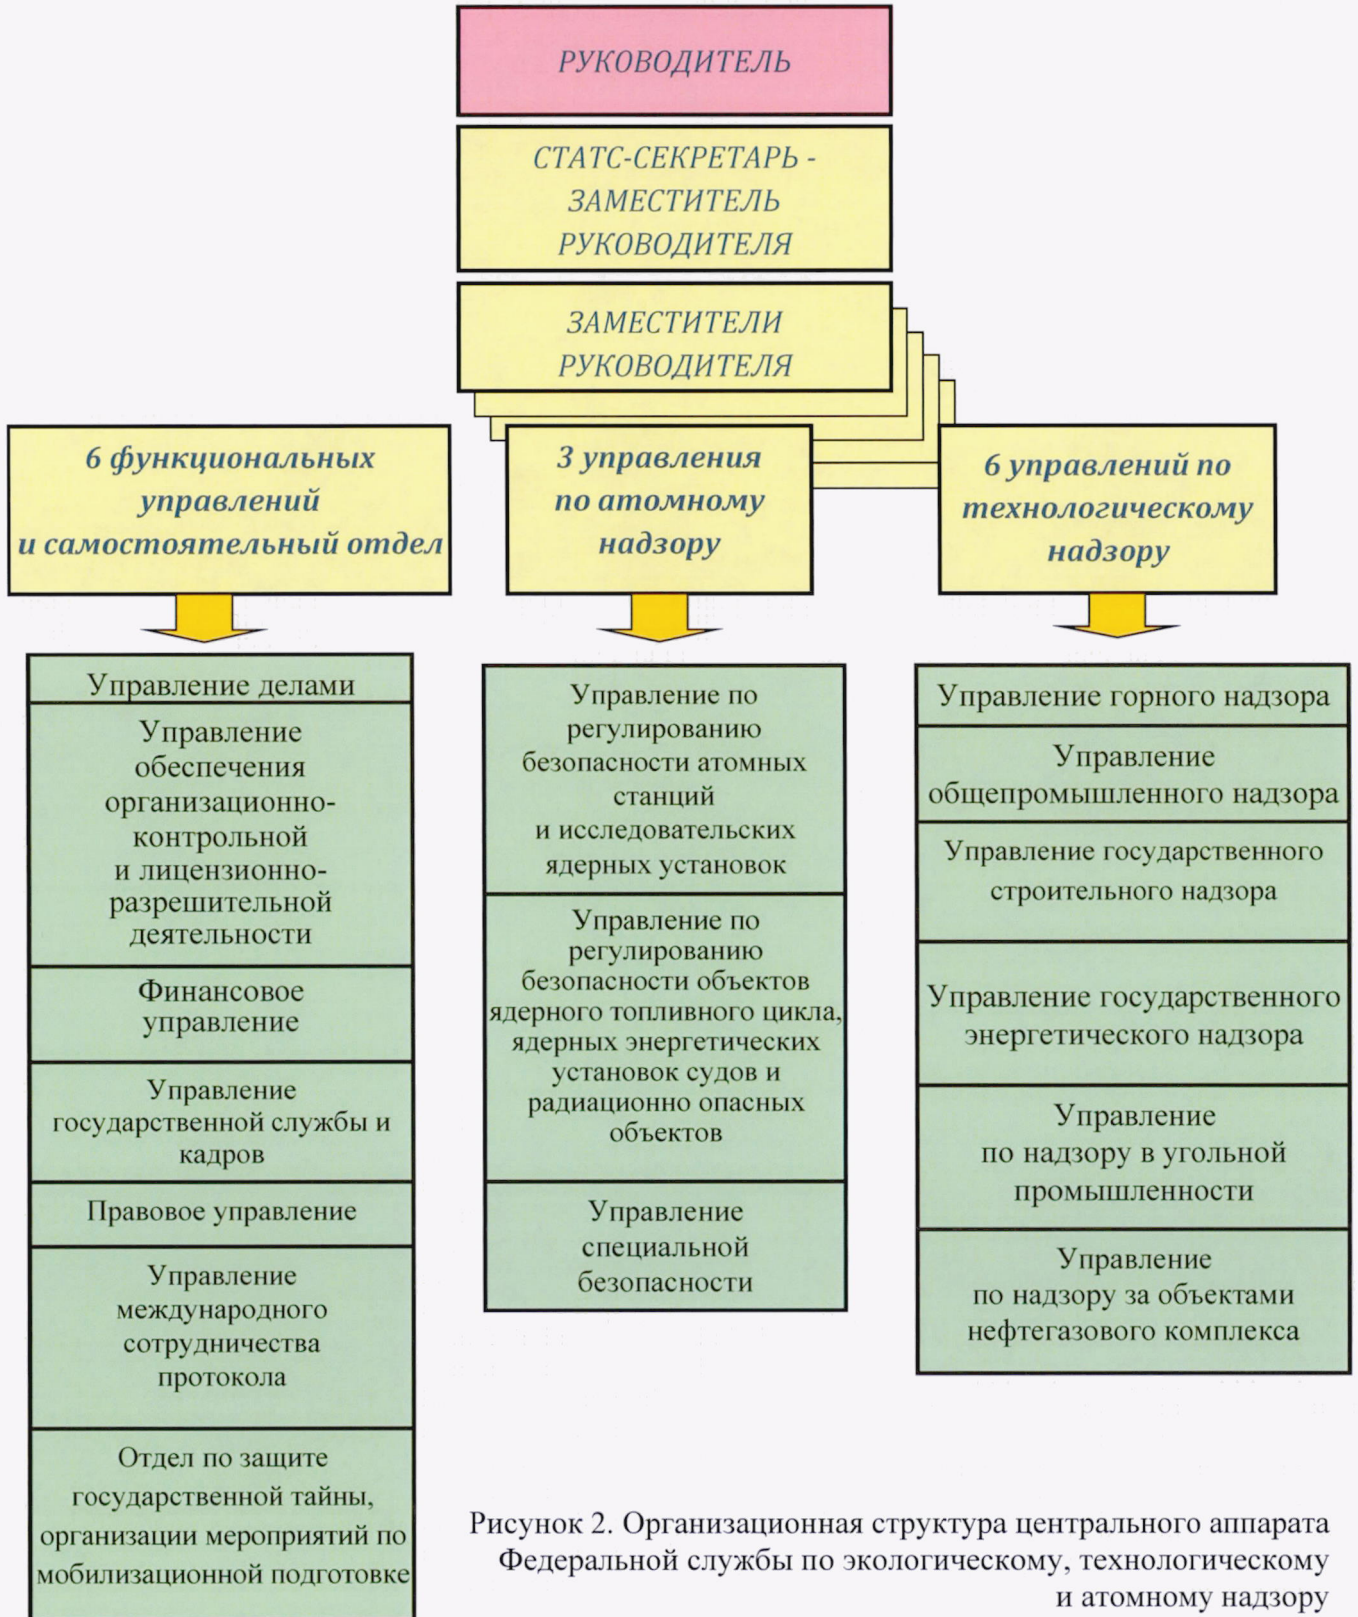 РУКОВОДИТЕЛЬ
СТАТС-СЕКРЕТАРЬ -
ЗАМЕСТИТЕЛЬ
РУКОВОДИТЕЛЯ
ЗАМЕСТИТЕЛИ
РУКОВОДИТЕЛЯ
6 функциональных
управлений
и самостоятельный отдел
Управление делами
Управление
обеспечения
организационно-
контрольной
и лицензионно-
разрешительной
деятельности
Финансовое
управление
Управление
государственной службы и
кадров
Правовое управление
Управление
международного
сотрудничества
протокола
Отдел по защите
государственной тайны,
организации мероприятий по
мобилизационной подготовке
3 управления
по атомному
надзору
Управление по
регулированию
безопасности атомных
станций
и исследовательских
ядерных установок
Управление по
регулированию
безопасности объектов
ядерного топливного цикла,
ядерных энергетических
установок судов и
радиационно опасных
объектов
Управление
специальной
безопасности
6 управлений по
технологическому
надзору
Управление горного надзора
Управление
общепромышленного надзора
Управление государственного
строительного надзора
Управление государственного
энергетического надзора
Управление
по надзору в угольной
промышленности
Управление
по надзору за объектами
нефтегазового комплекса
Рисунок 2. Организационная структура центрального аппарата
Федеральной службы по экологическому, технологическому
и атомному надзору